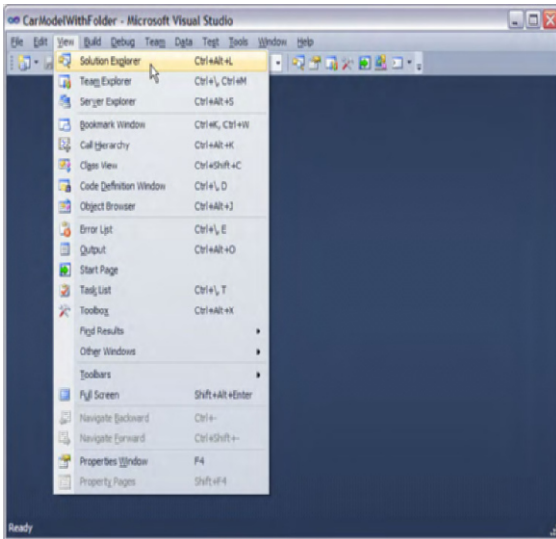 CarModelWithFolder - Microsoft Visual Studio
File Edit View Build Debug Team Data Test Tools Window Help
Solution Explorer Ctrl+Alt+L
Team Explorer Ctrl+\, Ctrl+M
Server Explorer Ctrl+Alt+S
Bookmark Window Ctrl+K, Ctrl+W
Call Hierarchy Ctrl+Alt+K
Class View Ctrl+Shift+C
Code Definition Window Ctrl+\, D
Object Browser Ctrl+Alt+J
Error List Ctrl+\, E
Output Ctrl+Alt+O
Start Page
Task List Ctrl+\, T
Toolbox Ctrl+Alt+X
Find Results
Other Windows
Toolbars
Full Screen Shift+Alt+Enter
Navigate Backward Ctrl+-
Navigate Forward Ctrl+Shift+-
Properties Window F4
Property Pages Shift+F4
Ready